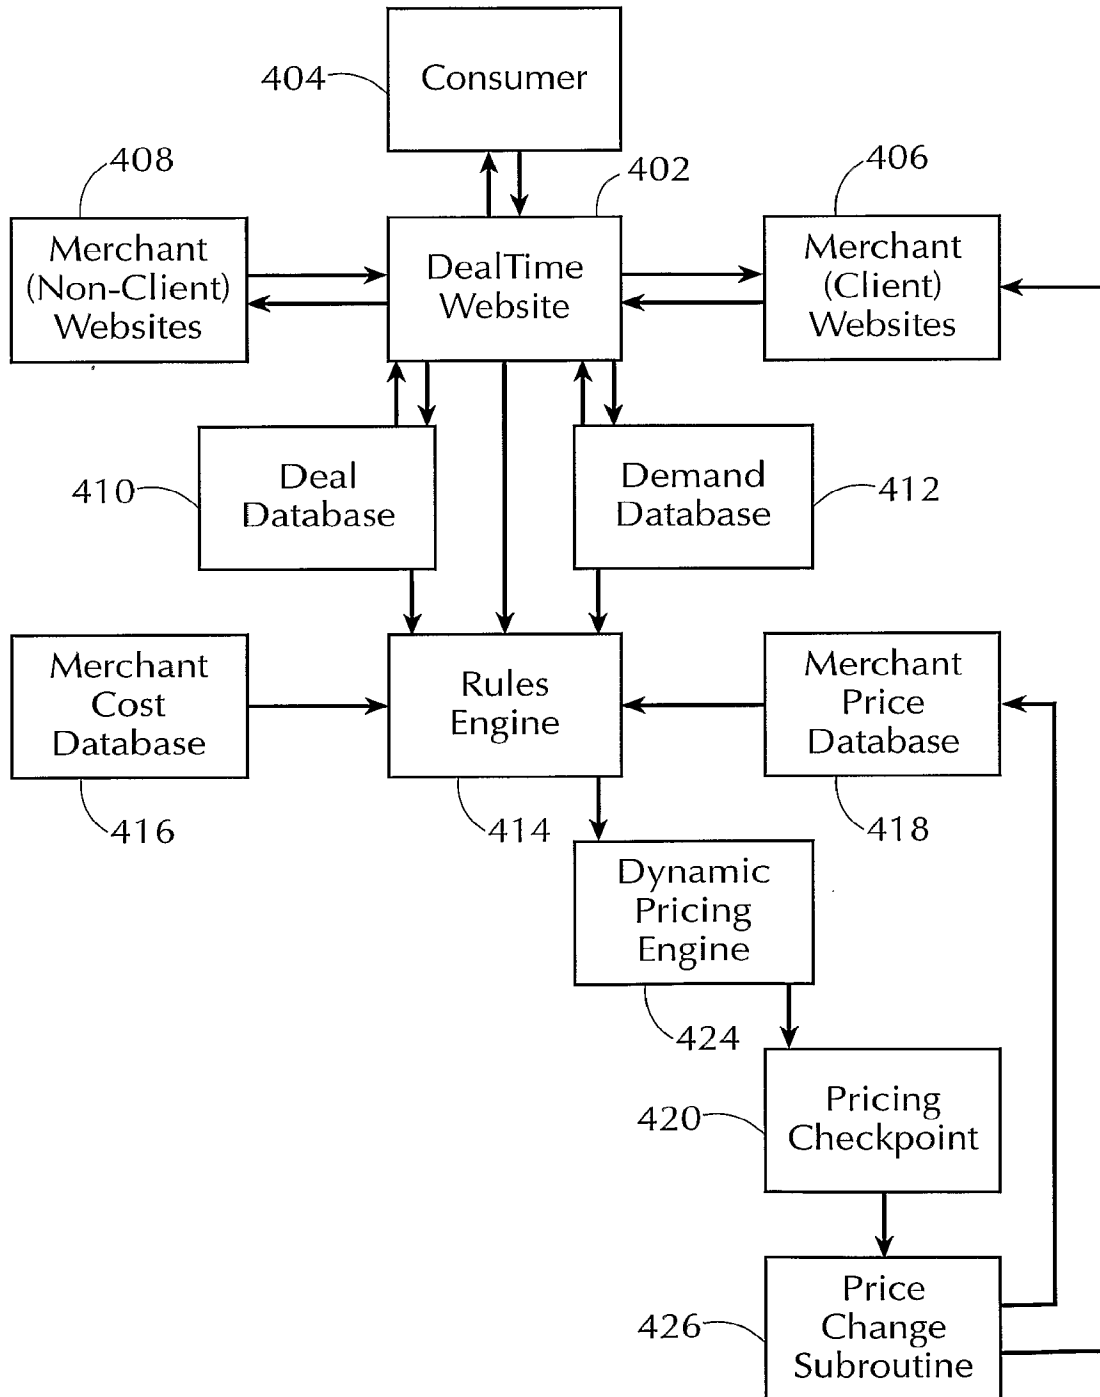 Consumer
404
408
402
406
Merchant
(Non-Client)
Websites
DealTime
Website
Merchant
(Client)
Websites
410
Deal
Database
Demand
Database
412
Merchant
Cost
Database
Rules
Engine
Merchant
Price
Database
416
414
418
Dynamic
Pricing
Engine
424
420
Pricing
Checkpoint
426
Price
Change
Subroutine